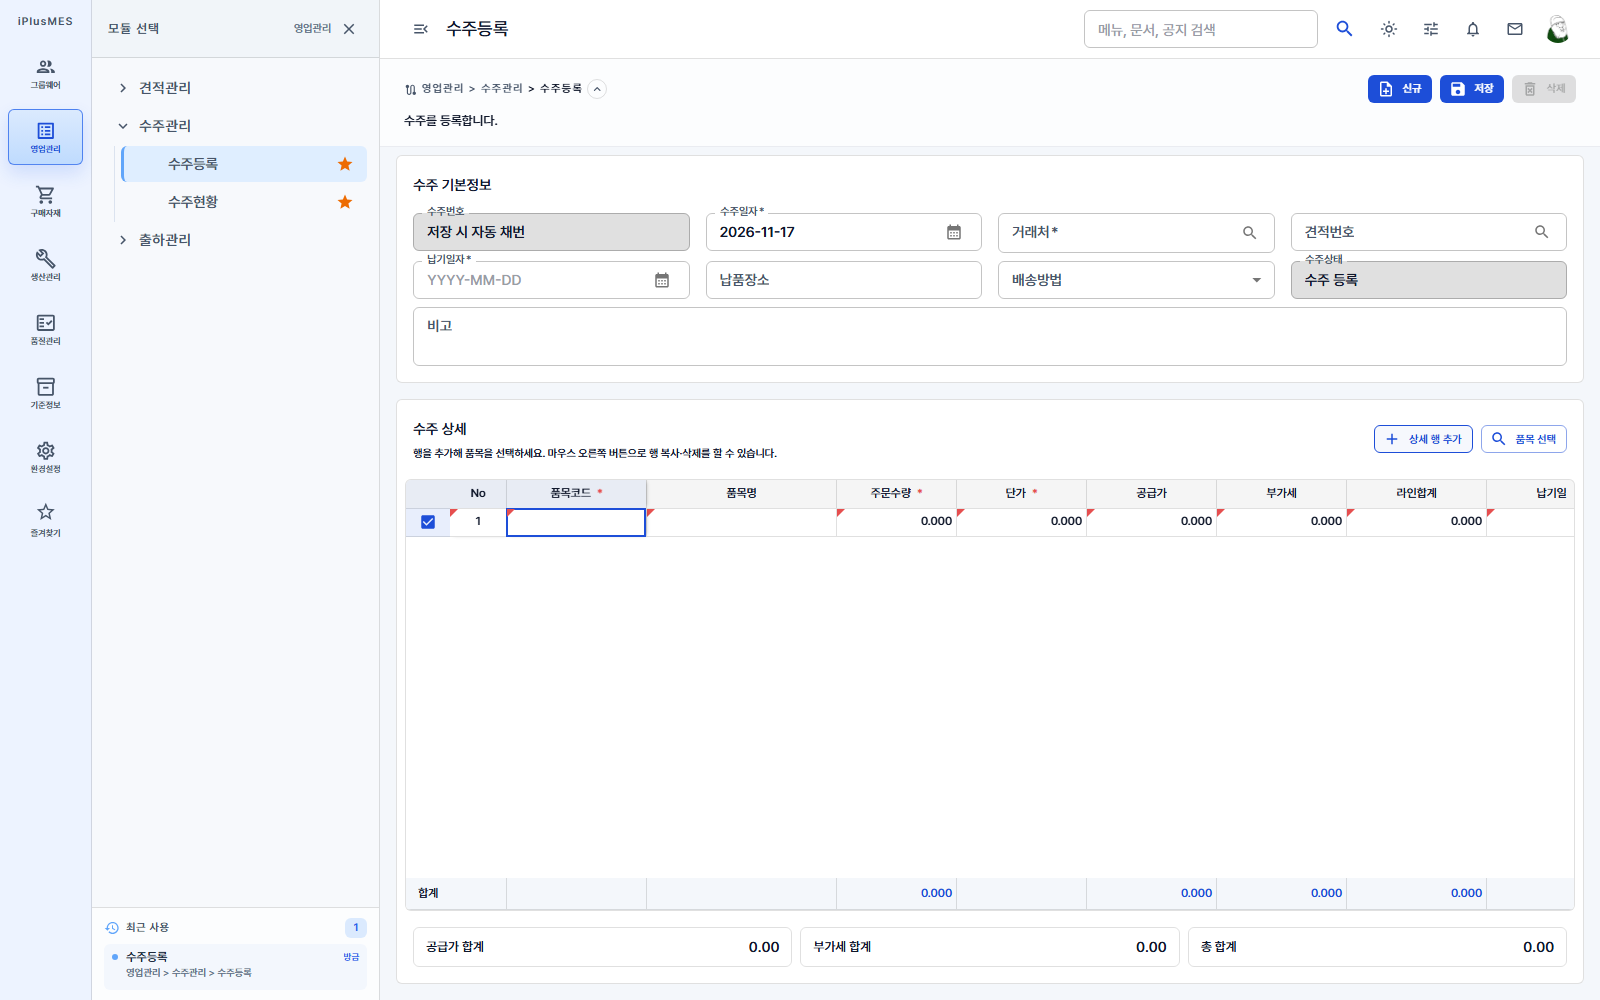 iPlusMES
그룹웨어
영업관리
구매자재
생산관리
품질관리
기준정보
환경설정
즐겨찾기
모듈 선택
영업관리
견적관리
수주관리
수주등록
수주현황
출하관리
최근 사용
1
수주등록
방금
영업관리 > 수주관리 > 수주등록
수주등록
메뉴, 문서, 공지 검색
영업관리 > 수주관리 > 수주등록
신규
저장
삭제
수주를 등록합니다.
수주 기본정보
수주번호
저장 시 자동 채번
수주일자*
2026-11-17
거래처*
견적번호
납기일자*
YYYY-MM-DD
납품장소
배송방법
수주상태
수주 등록
비고
수주 상세
행을 추가해 품목을 선택하세요. 마우스 오른쪽 버튼으로 행 복사·삭제를 할 수 있습니다.
상세 행 추가
품목 선택
No 품목코드 * 품목명 주문수량 * 단가 * 공급가 부가세 라인합계 납기일
1 0.000 0.000 0.000 0.000 0.000
합계 0.000 0.000 0.000 0.000
공급가 합계 0.00
부가세 합계 0.00
총 합계 0.00